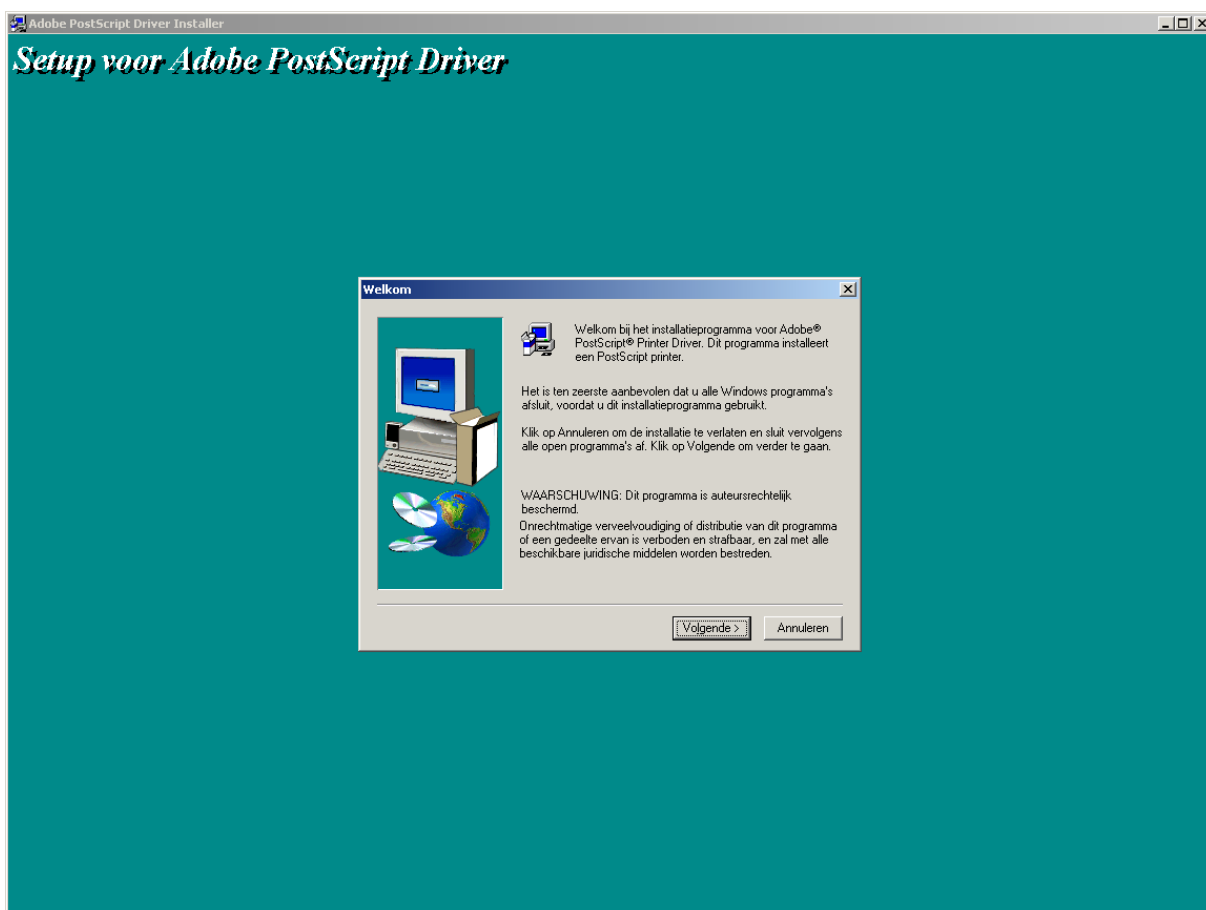 Adobe PostScript Driver Installer
Setup voor Adobe PostScript Driver
Welkom
Welkom bij het installatieprogramma voor Adobe®
PostScript® Printer Driver. Dit programma installeert
een PostScript printer.
Het is ten zeerste aanbevolen dat u alle Windows programma's
afsluit, voordat u dit installatieprogramma gebruikt.
Klik op Annuleren om de installatie te verlaten en sluit vervolgens
alle open programma's af. Klik op Volgende om verder te gaan.
WAARSCHUWING: Dit programma is auteursrechtelijk
beschermd.
Onrechtmatige verveelvoudiging of distributie van dit programma
of een gedeelte ervan is verboden en strafbaar, en zal met alle
beschikbare juridische middelen worden bestreden.
Volgende >
Annuleren